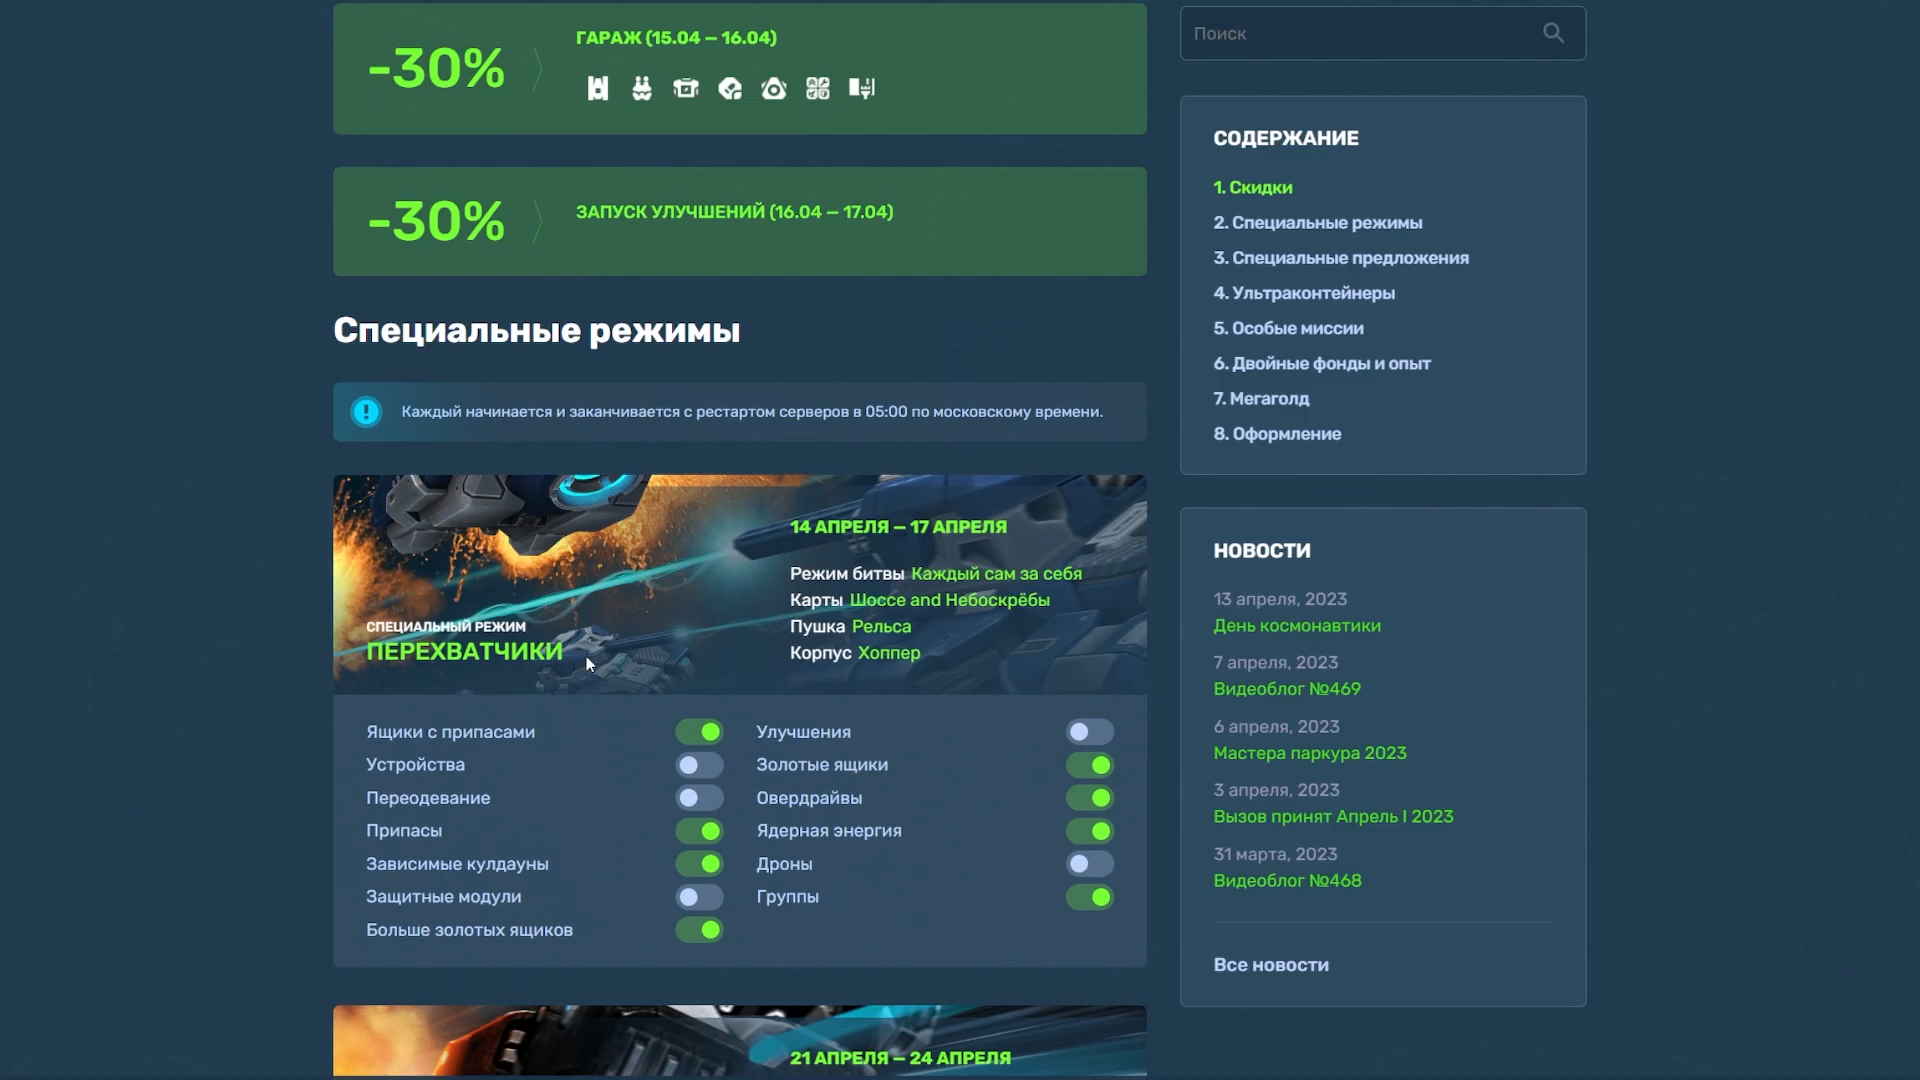 -30%
ГАРАЖ (15.04 — 16.04)
-30%
ЗАПУСК УЛУЧШЕНИЙ (16.04 — 17.04)
Специальные режимы
Каждый начинается и заканчивается с рестартом серверов в 05:00 по московскому времени.
СПЕЦИАЛЬНЫЙ РЕЖИМ
ПЕРЕХВАТЧИКИ
14 АПРЕЛЯ — 17 АПРЕЛЯ
Режим битвы Каждый сам за себя
Карты Шоссе and Небоскрёбы
Пушка Рельса
Корпус Хоппер
Ящики с припасами
Устройства
Переодевание
Припасы
Зависимые кулдауны
Защитные модули
Больше золотых ящиков
Улучшения
Золотые ящики
Овердрайвы
Ядерная энергия
Дроны
Группы
21 АПРЕЛЯ — 24 АПРЕЛЯ
Поиск
СОДЕРЖАНИЕ
1. Скидки
2. Специальные режимы
3. Специальные предложения
4. Ультраконтейнеры
5. Особые миссии
6. Двойные фонды и опыт
7. Мегаголд
8. Оформление
НОВОСТИ
13 апреля, 2023
День космонавтики
7 апреля, 2023
Видеоблог №469
6 апреля, 2023
Мастера паркура 2023
3 апреля, 2023
Вызов принят Апрель I 2023
31 марта, 2023
Видеоблог №468
Все новости